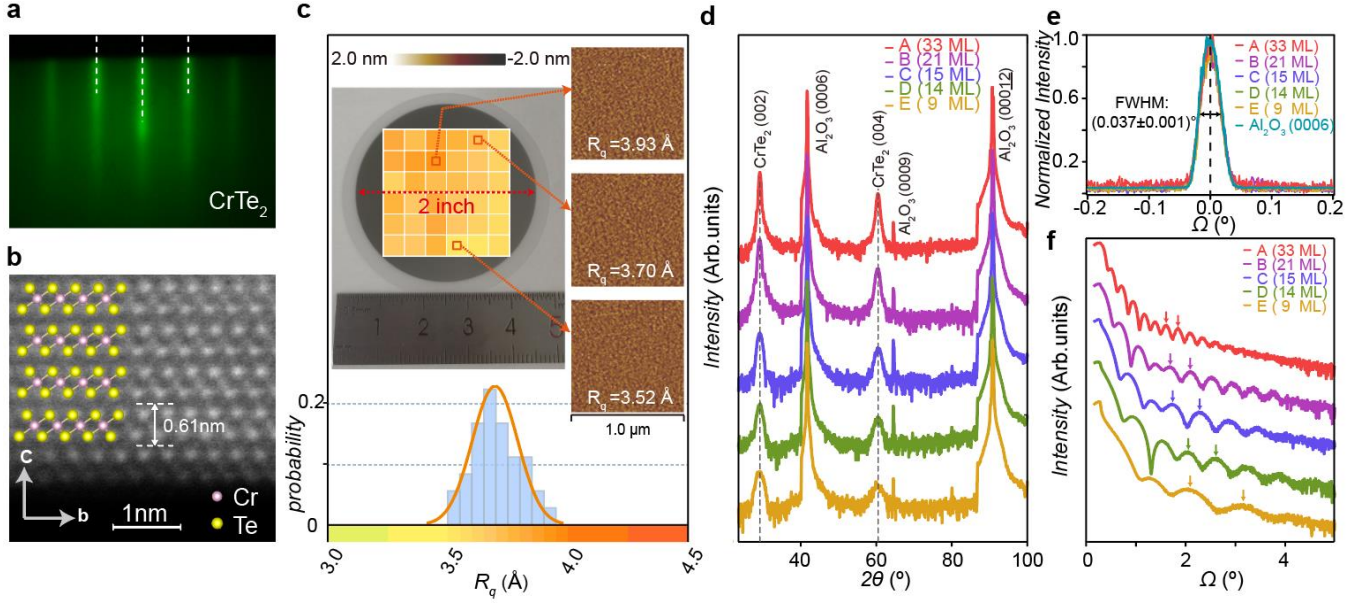 a
CrTe2
b
0.61nm
c
b
1nm
Cr
Te
c
2.0 nm
-2.0 nm
2 inch
1 2 3 4 5
Rq=3.93 Å
Rq=3.70 Å
Rq=3.52 Å
1.0 µm
probability
0.2
0.1
0
3.0 3.5 4.0 4.5
Rq (Å)
d
A (33 ML)
B (21 ML)
C (15 ML)
D (14 ML)
E ( 9 ML)
CrTe2 (002)
Al2O3 (0006)
CrTe2 (004)
Al2O3 (0009)
Al2O3 (00012)
Intensity (Arb.units)
40 60 80 100
2θ (º)
e
A (33 ML)
B (21 ML)
C (15 ML)
D (14 ML)
E ( 9 ML)
Al2O3 (0006)
FWHM:
(0.037±0.001)°
Normalized Intensity
1.0
0.8
0.6
0.4
0.2
-0.2 -0.1 0.0 0.1 0.2
Ω (º)
f
A (33 ML)
B (21 ML)
C (15 ML)
D (14 ML)
E ( 9 ML)
Intensity (Arb.units)
0 2 4
Ω (º)